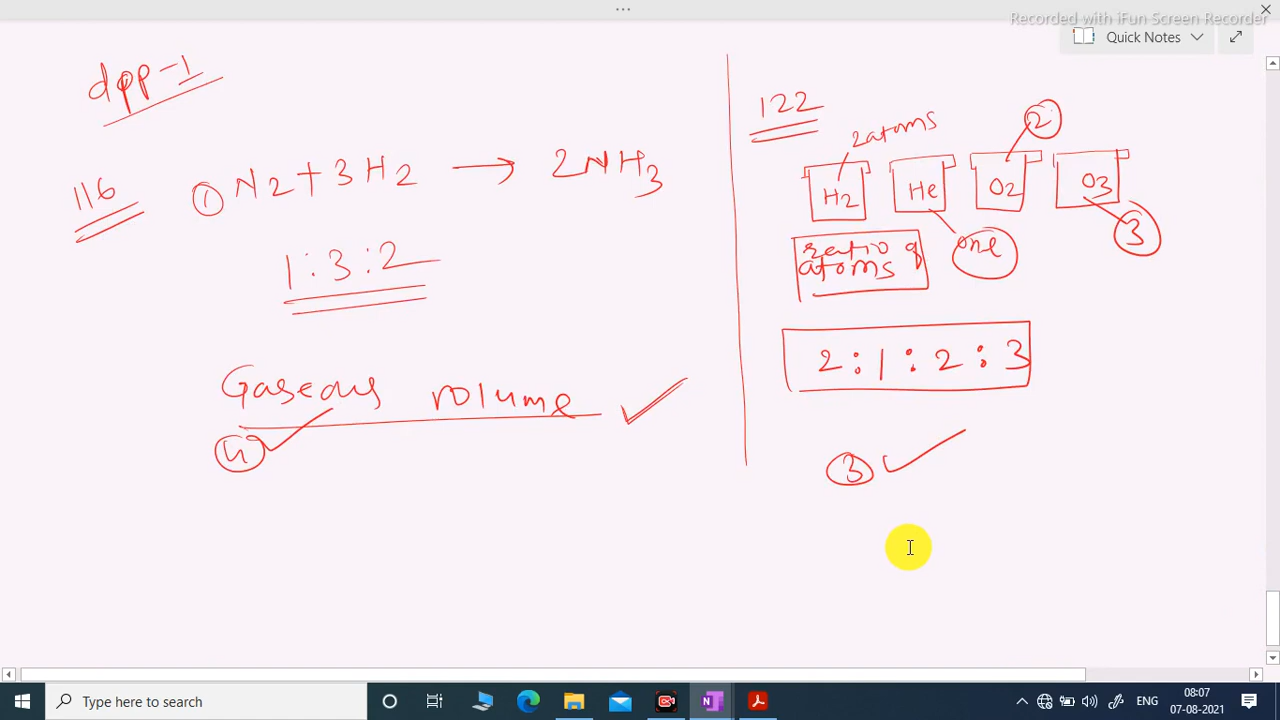 ...
Recorded with iFun Screen Recorder
Quick Notes
dpp-1
116
① N2 + 3H2 → 2NH3
1:3:2
Gaseous volume ✓
④ ✓
122
2 atoms
②
H2
He
O2
O3
ratio of
atoms
one
③
2:1:2:3
③ ✓
Type here to search
ENG
08:07
07-08-2021